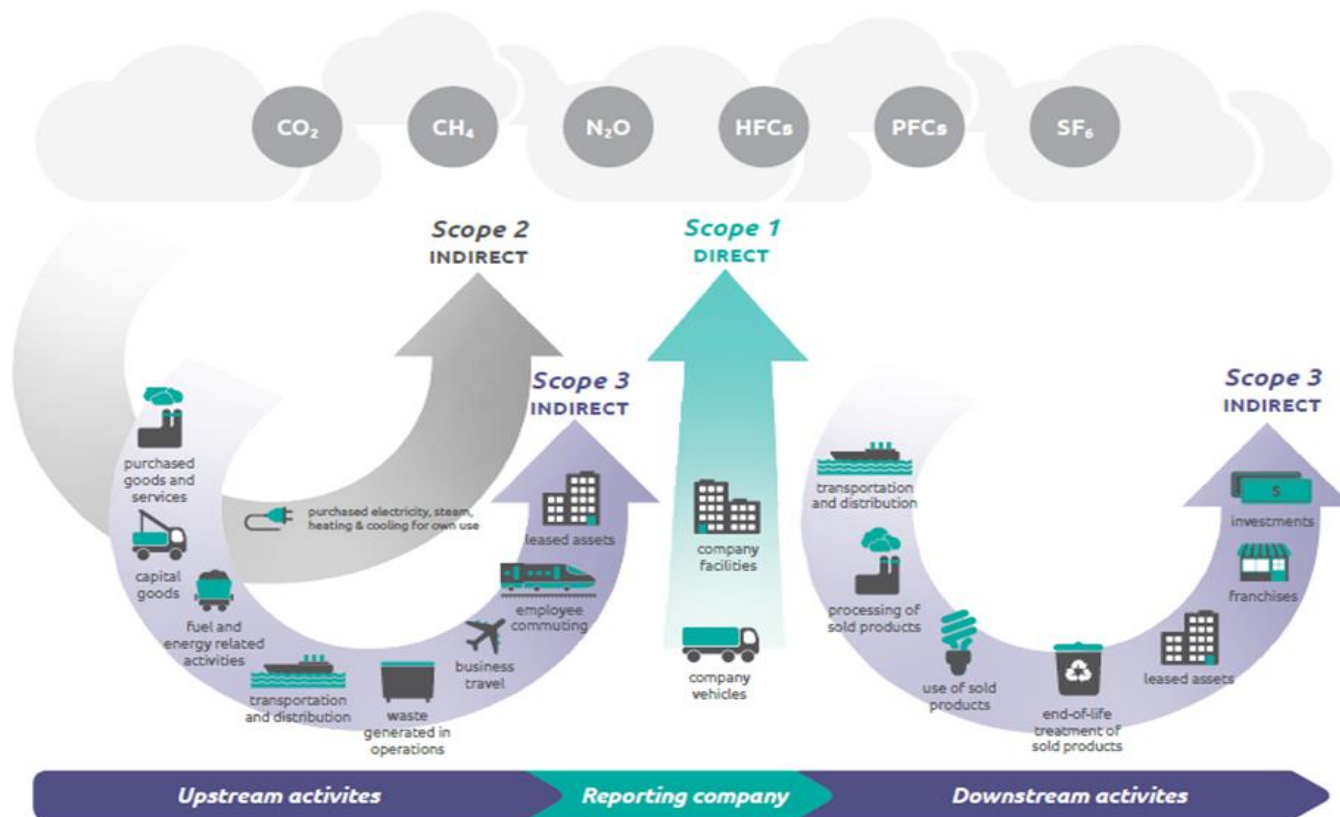 CO₂
CH₄
N₂O
HFCs
PFCs
SF₆
Scope 2
INDIRECT
Scope 1
DIRECT
Scope 3
INDIRECT
Scope 3
INDIRECT
purchased
goods and
services
capital
goods
fuel and
energy related
activities
purchased electricity, steam,
heating & cooling for own use
transportation
and distribution
waste
generated in
operations
business
travel
employee
commuting
leased assets
company
facilities
company
vehicles
transportation
and distribution
processing of
sold products
use of sold
products
end-of-life
treatment of
sold products
leased assets
franchises
$
investments
Upstream activites
Reporting company
Downstream activites